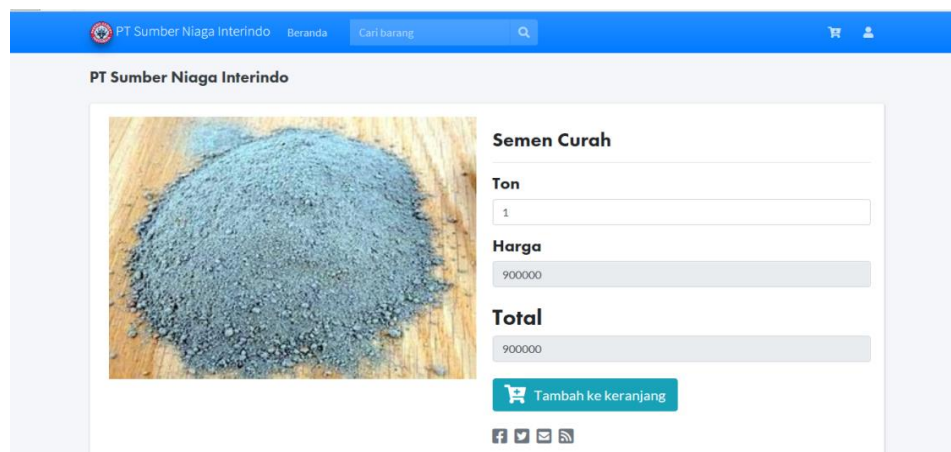 PT Sumber Niaga Interindo Beranda Cari barang
PT Sumber Niaga Interindo
Semen Curah
Ton
1
Harga
900000
Total
900000
Tambah ke keranjang